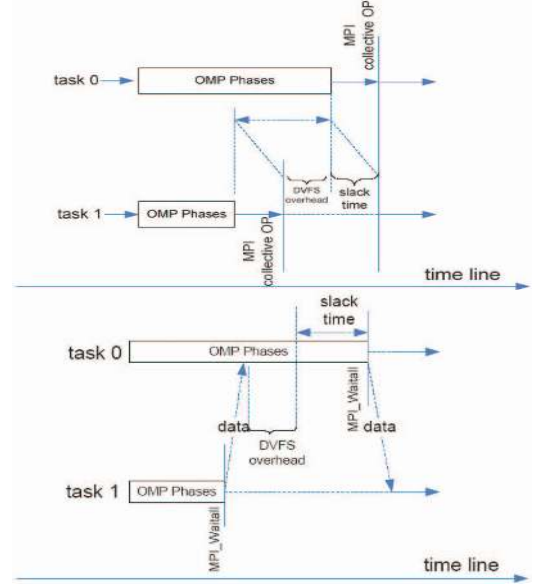 MPI
collective OP
task 0
OMP Phases
DVFS
overhead
slack
time
task 1
OMP Phases
MPI
collective OP
time line
slack
time
task 0
OMP Phases
MPI_Waitall
data
data
DVFS
overhead
task 1
OMP Phases
MPI_Waitall
time line